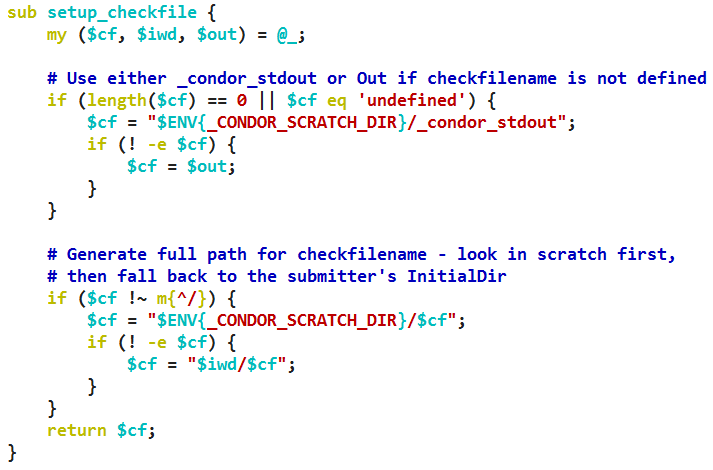 sub setup_checkfile {
    my ($cf, $iwd, $out) = @_;

    # Use either _condor_stdout or Out if checkfilename is not defined
    if (length($cf) == 0 || $cf eq 'undefined') {
        $cf = "$ENV{_CONDOR_SCRATCH_DIR}/_condor_stdout";
        if (! -e $cf) {
            $cf = $out;
        }
    }

    # Generate full path for checkfilename - look in scratch first,
    # then fall back to the submitter's InitialDir
    if ($cf !~ m{^/}) {
        $cf = "$ENV{_CONDOR_SCRATCH_DIR}/$cf";
        if (! -e $cf) {
            $cf = "$iwd/$cf";
        }
    }
    return $cf;
}